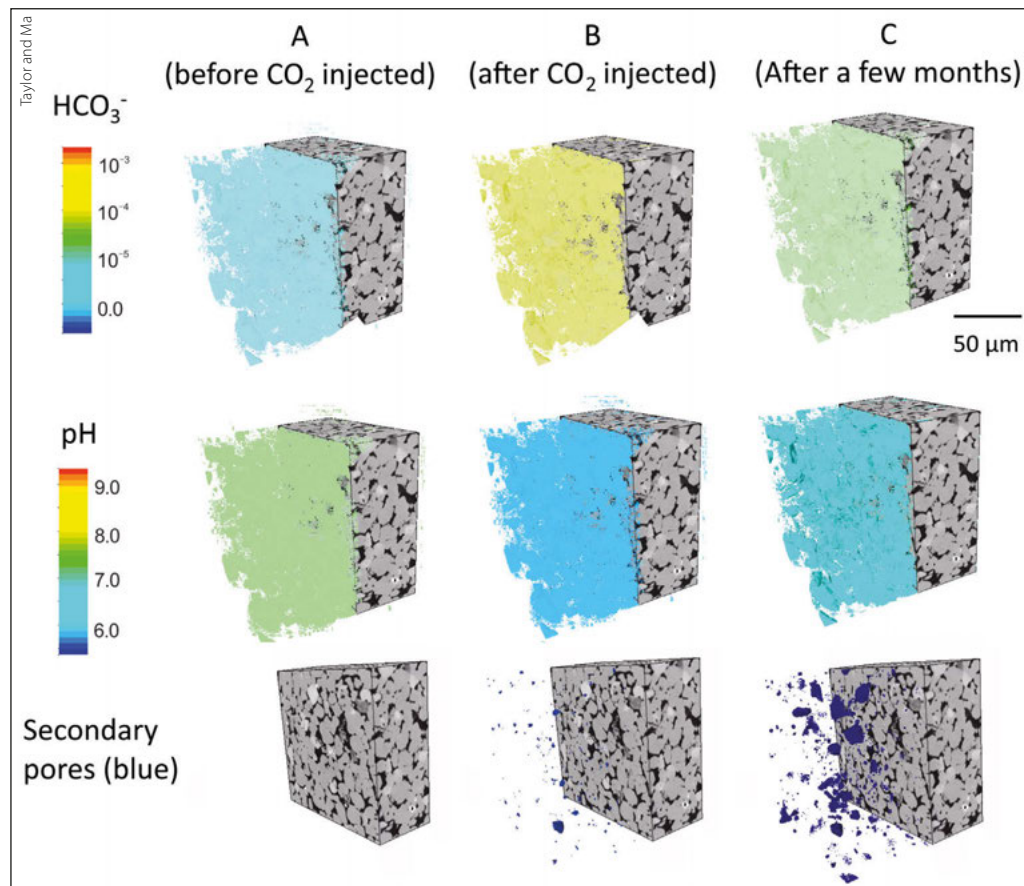 Taylor and Ma
A
(before CO₂ injected)
B
(after CO₂ injected)
C
(After a few months)
HCO₃⁻
10⁻³
10⁻⁴
10⁻⁵
0.0
50 µm
pH
9.0
8.0
7.0
6.0
Secondary
pores (blue)